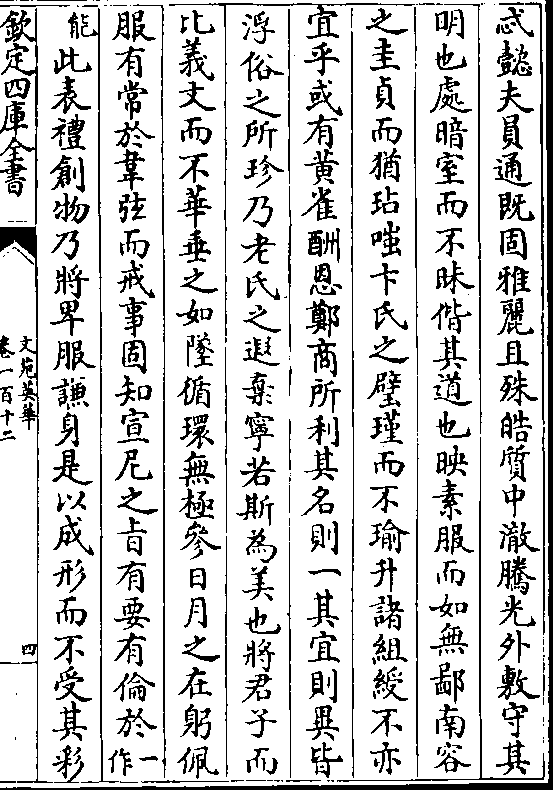 忒懿夫員通既固雅麗且殊皓質中澈騰光外敷守其
明也處暗室而不昧偕其道也映素服而如無鄙南容
之圭貞而猶玷嗤卞氏之璧瑾而不瑜升諸組綬不亦
宜乎或有黄雀酬恩鄭商所利其名則一其宜則異皆
浮俗之所珍乃老氏之遐棄寧若斯為美也將君子而
比義文而不華垂之如墜循環無極參日月之在躬佩
服有常於韋弦而戒事固知宣尼之㫖有要有倫於一作
能此表禮創物乃將卑服謙身是以成形而不受其彩
欽定四庫全書
文苑英華
卷一百十二
四